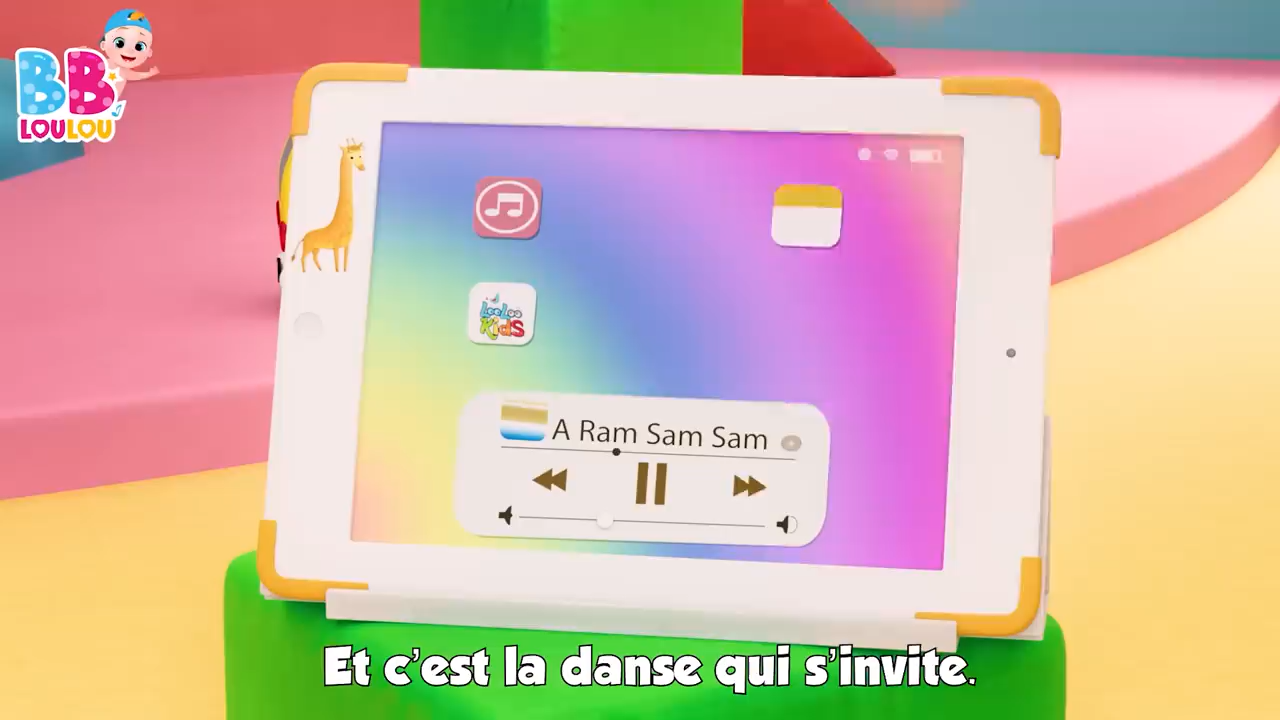 BB
LOULOU
LooLoo
Kids
A Ram Sam Sam
Et c'est la danse qui s'invite.